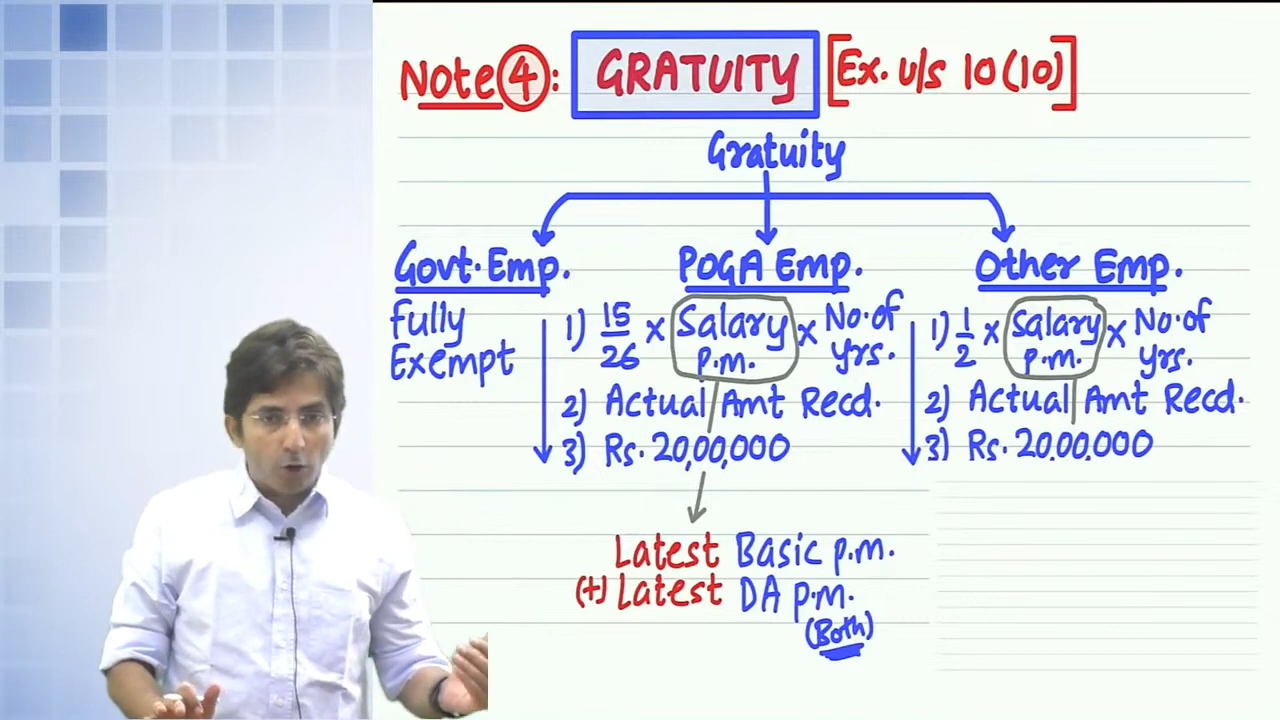 Note 4: GRATUITY [Ex. u/s 10(10)]
Gratuity
Govt. Emp.
Fully
Exempt
POGA Emp.
1) 15/26 x Salary p.m. x No. of yrs.
2) Actual Amt Recd.
3) Rs. 20,00,000
Latest Basic p.m.
(+) Latest DA p.m.
(Both)
Other Emp.
1) 1/2 x Salary p.m. x No. of yrs.
2) Actual Amt Recd.
3) Rs. 20,00,000